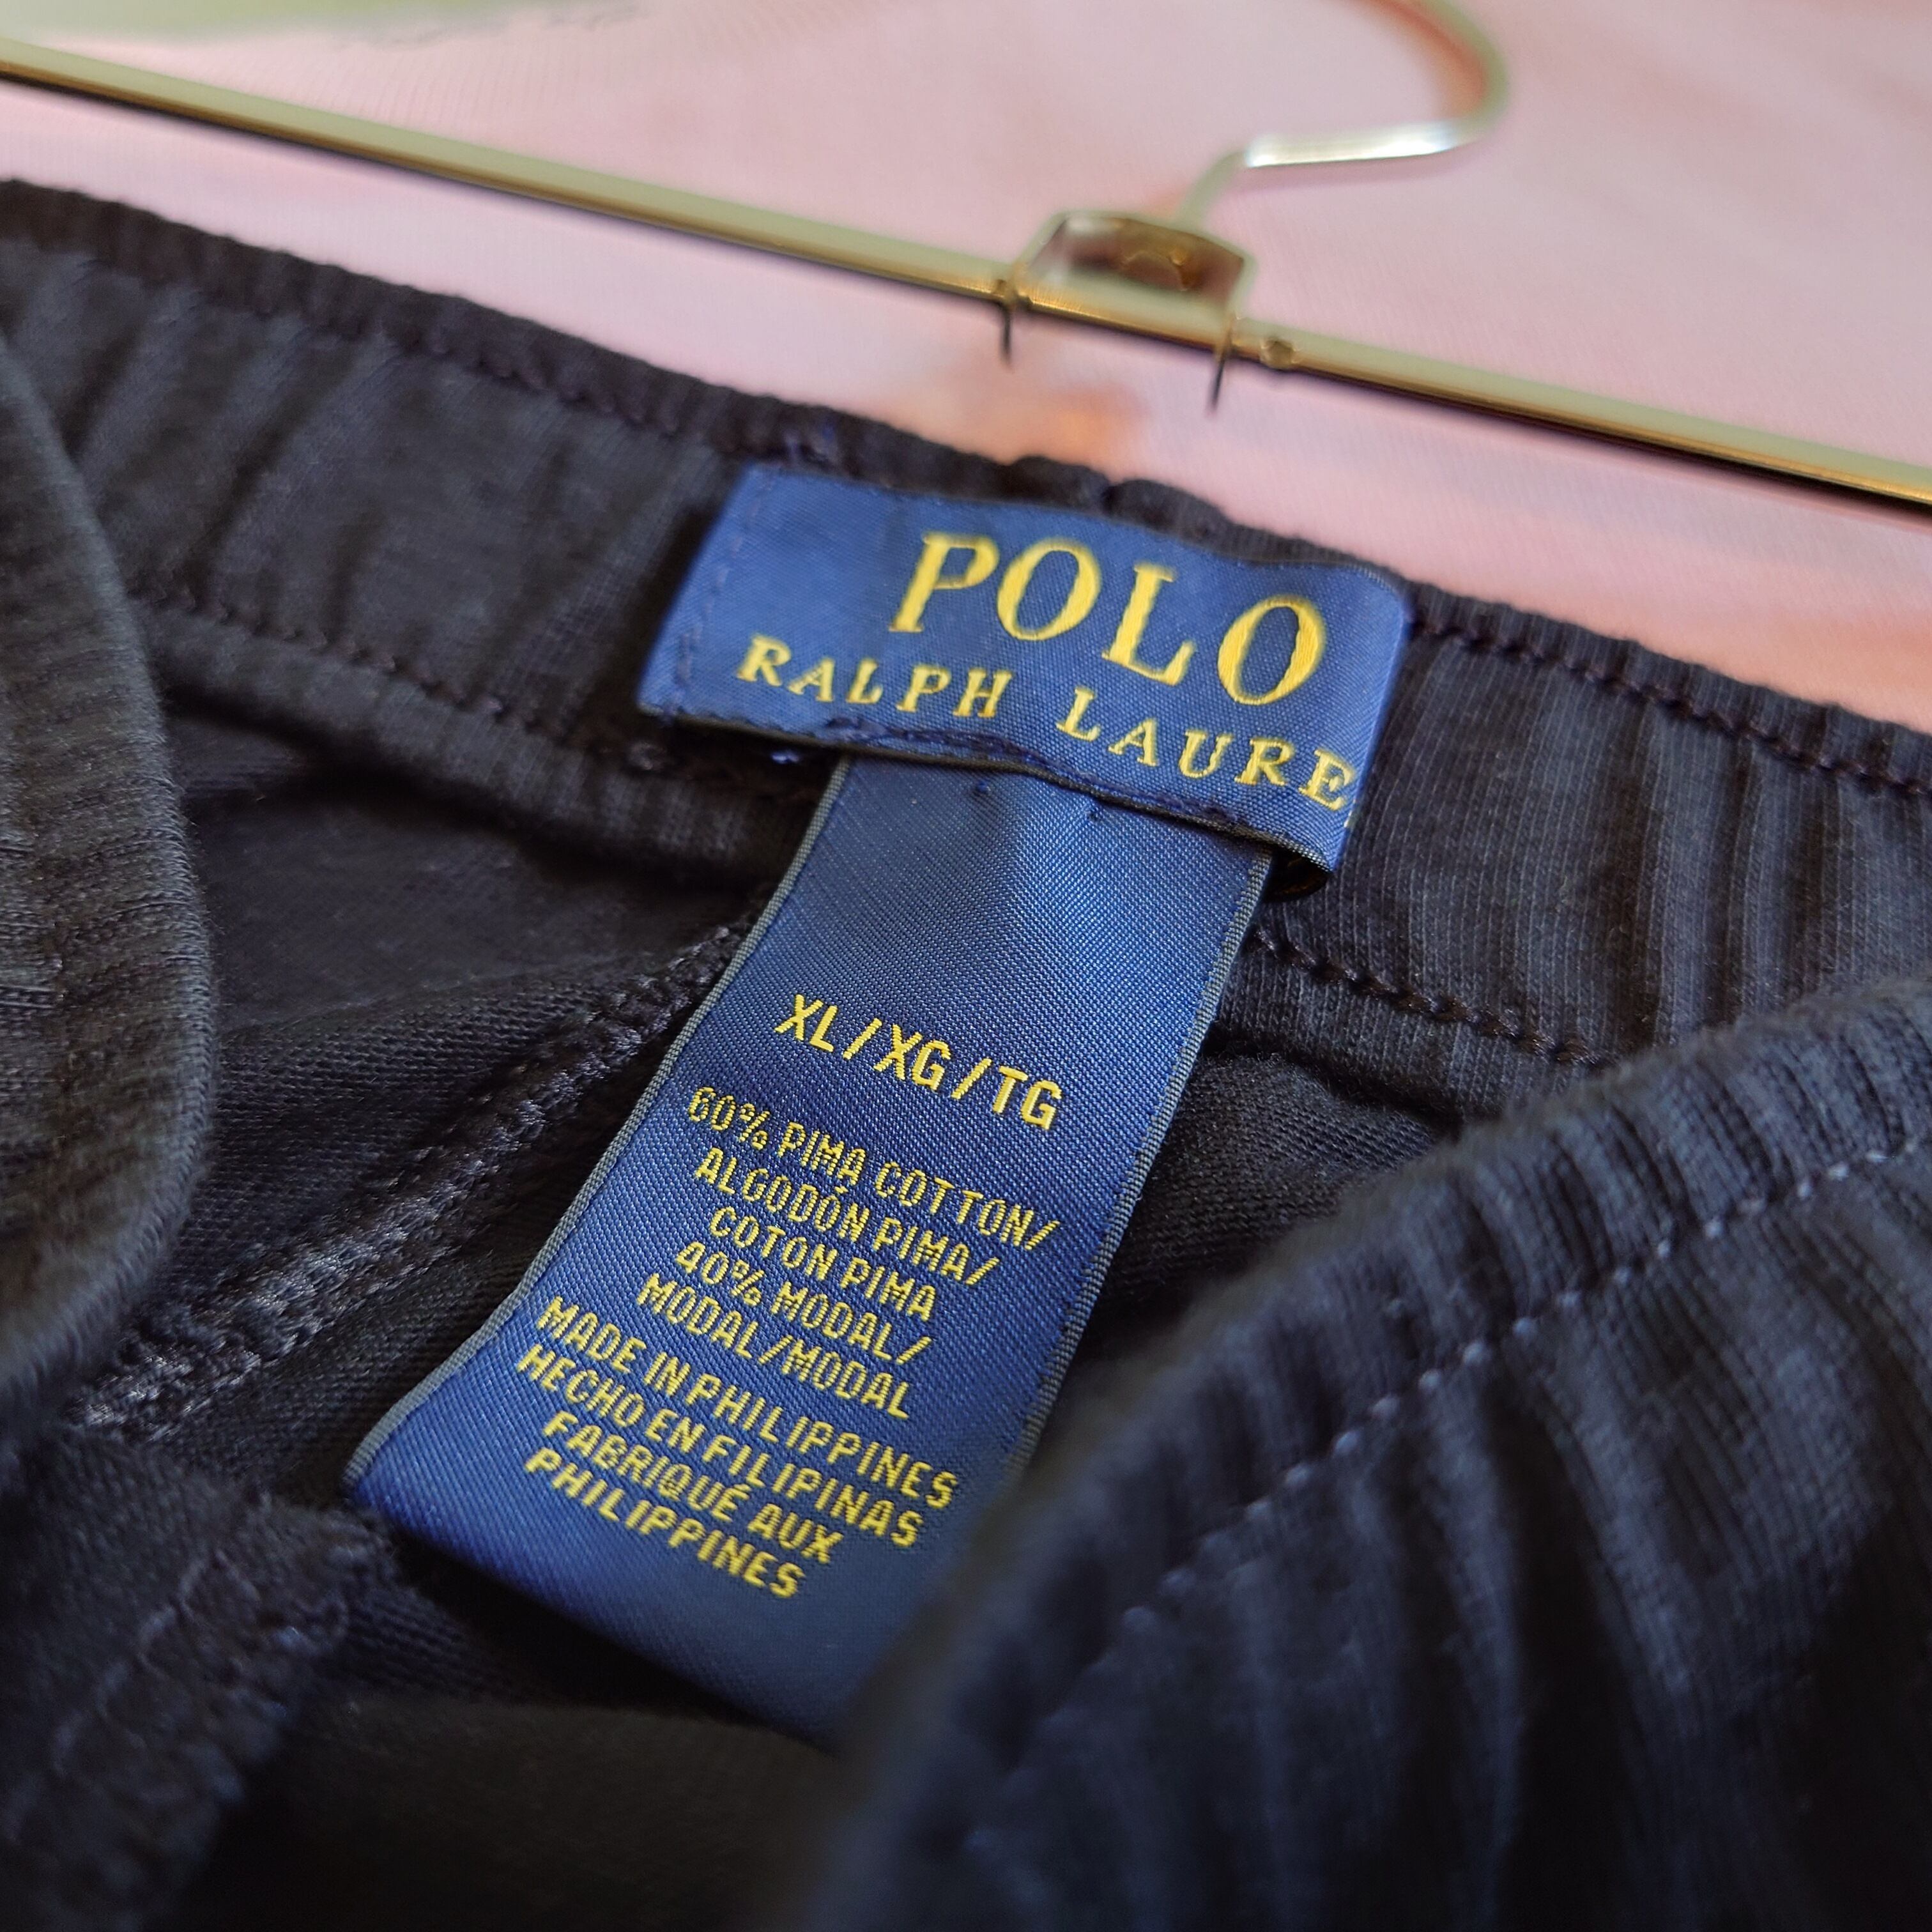 POLO
RALPH LAURE
XL/XG/TG
60% PIMA COTTON/
ALGODÓN PIMA/
COTON PIMA
40% MODAL/
MODAL/MODAL
MADE IN PHILIPPINES
HECHO EN FILIPINAS
FABRIQUÉ AUX
PHILIPPINES